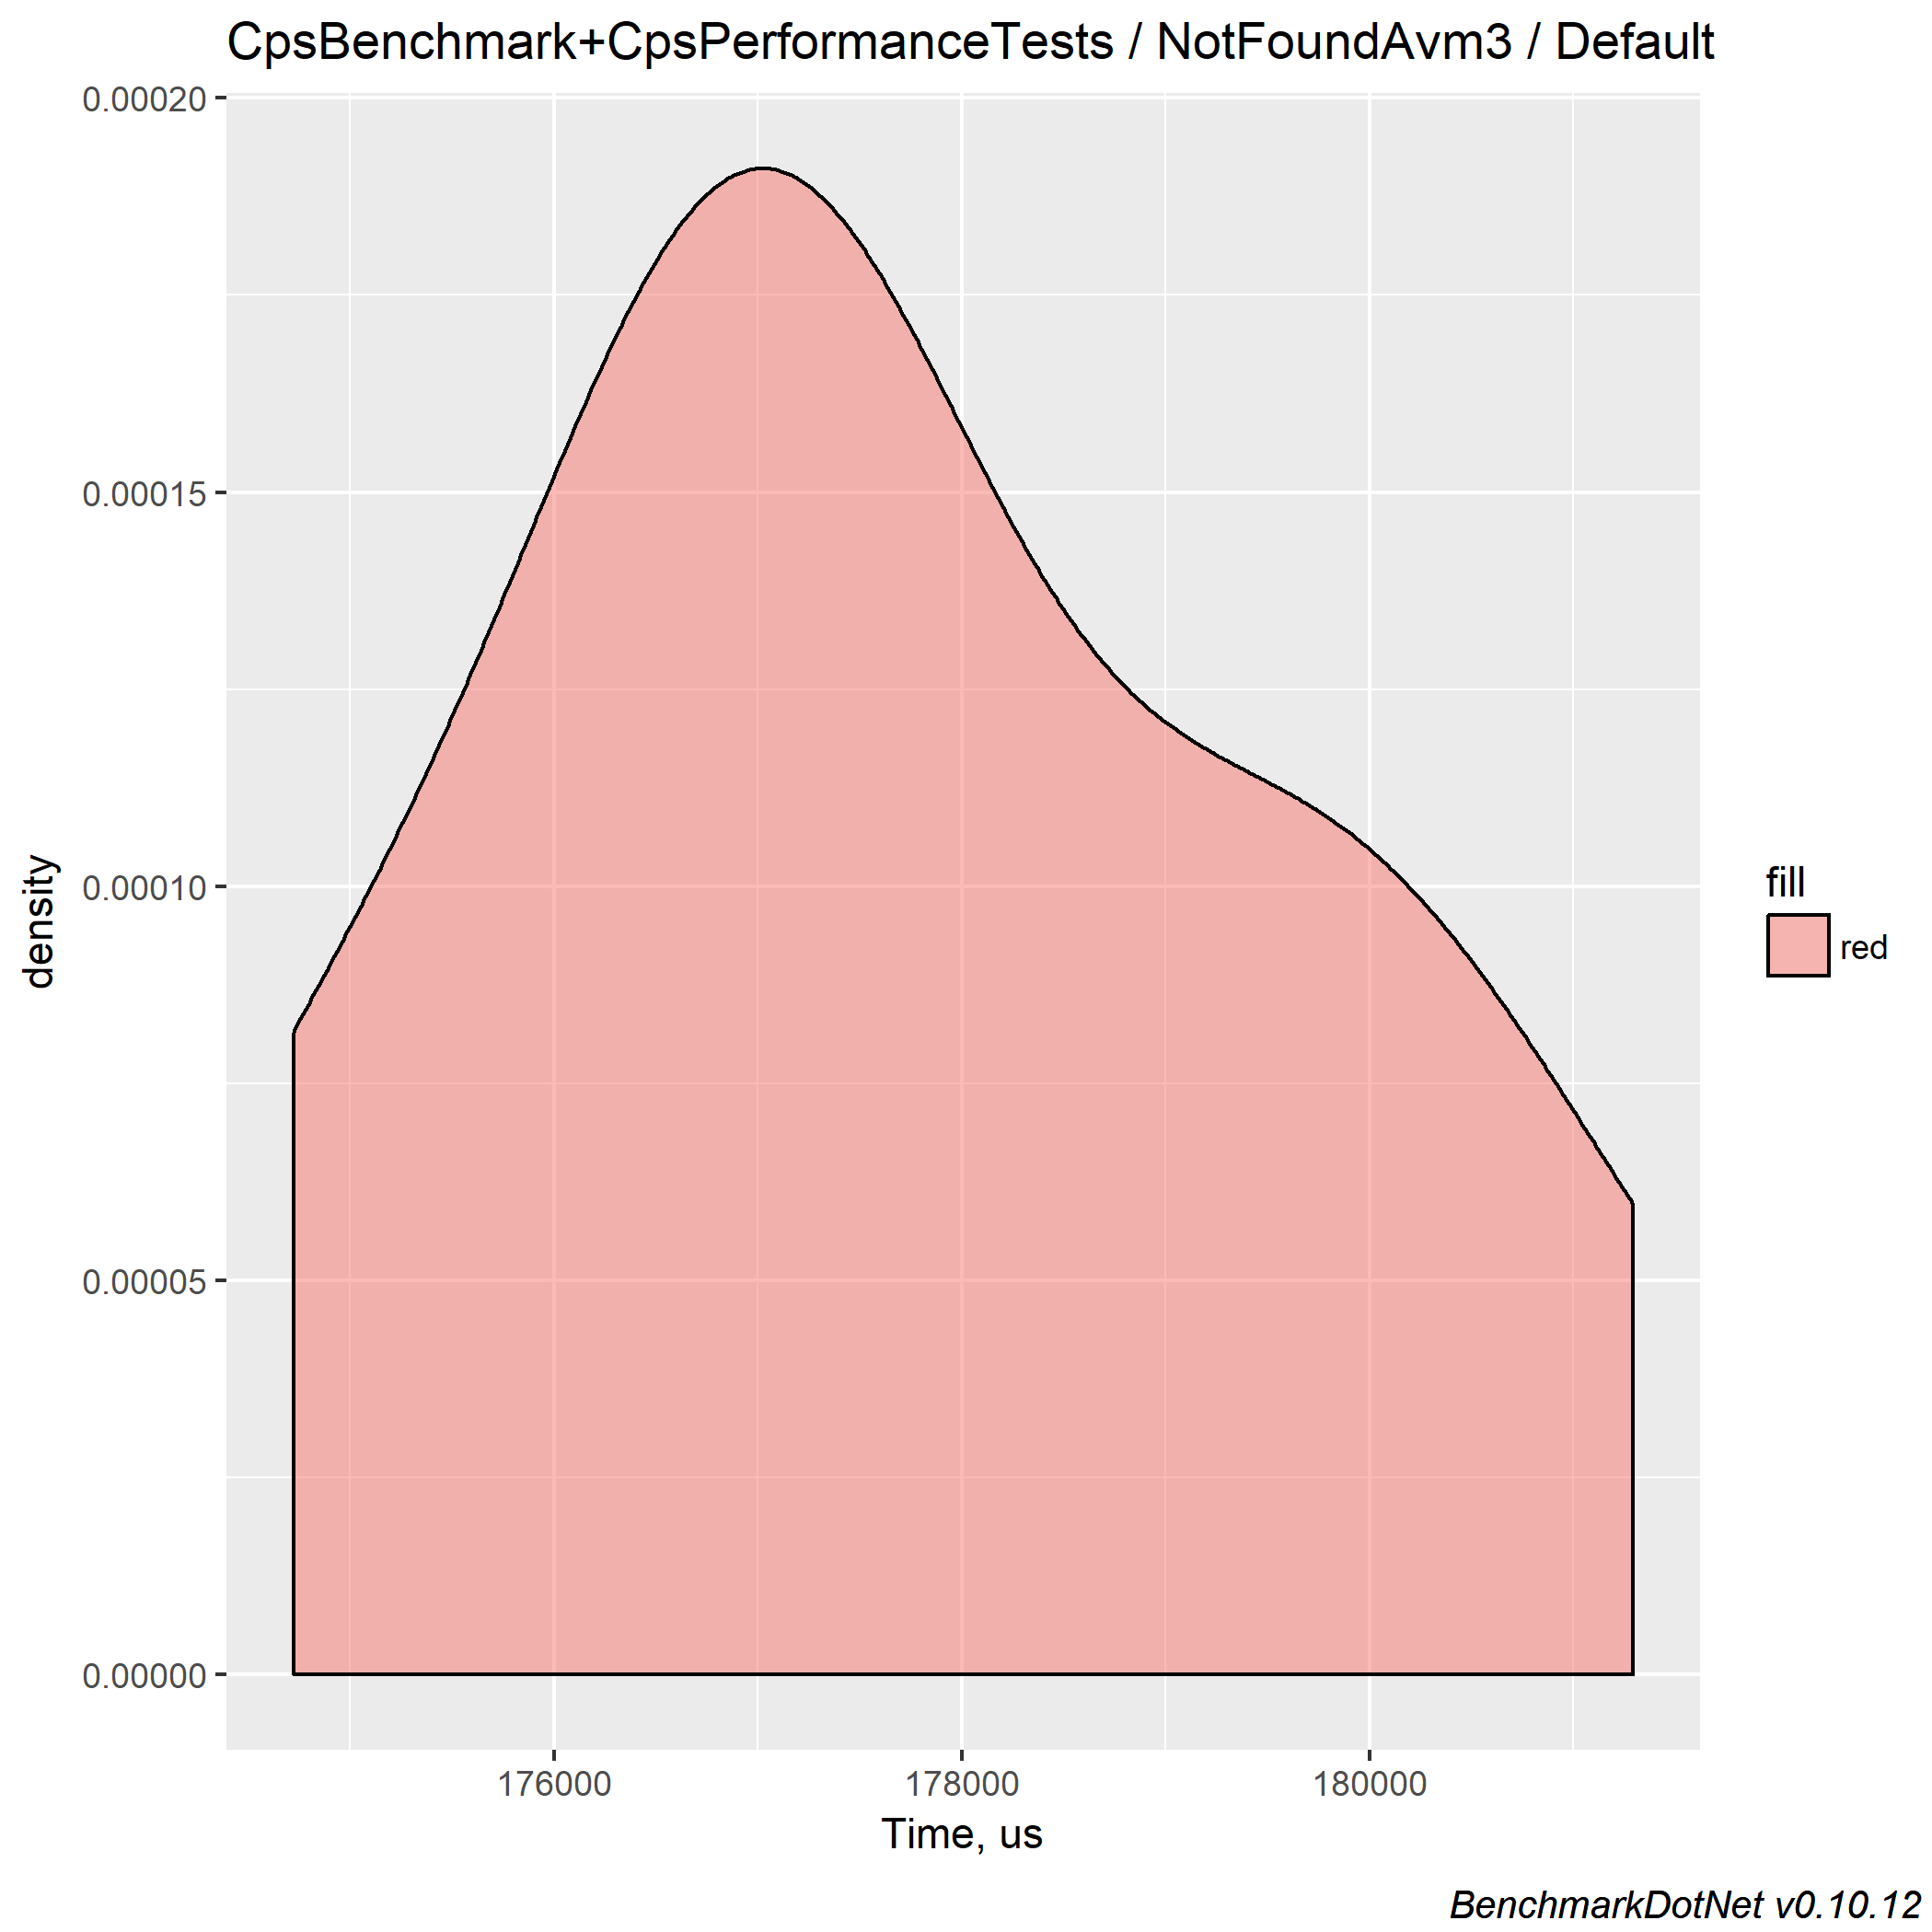 CpsBenchmark+CpsPerformanceTests / NotFoundAvm3 / Default
0.00020
0.00015
0.00010
0.00005
0.00000
density
176000 178000 180000
Time, us
fill
red
BenchmarkDotNet v0.10.12